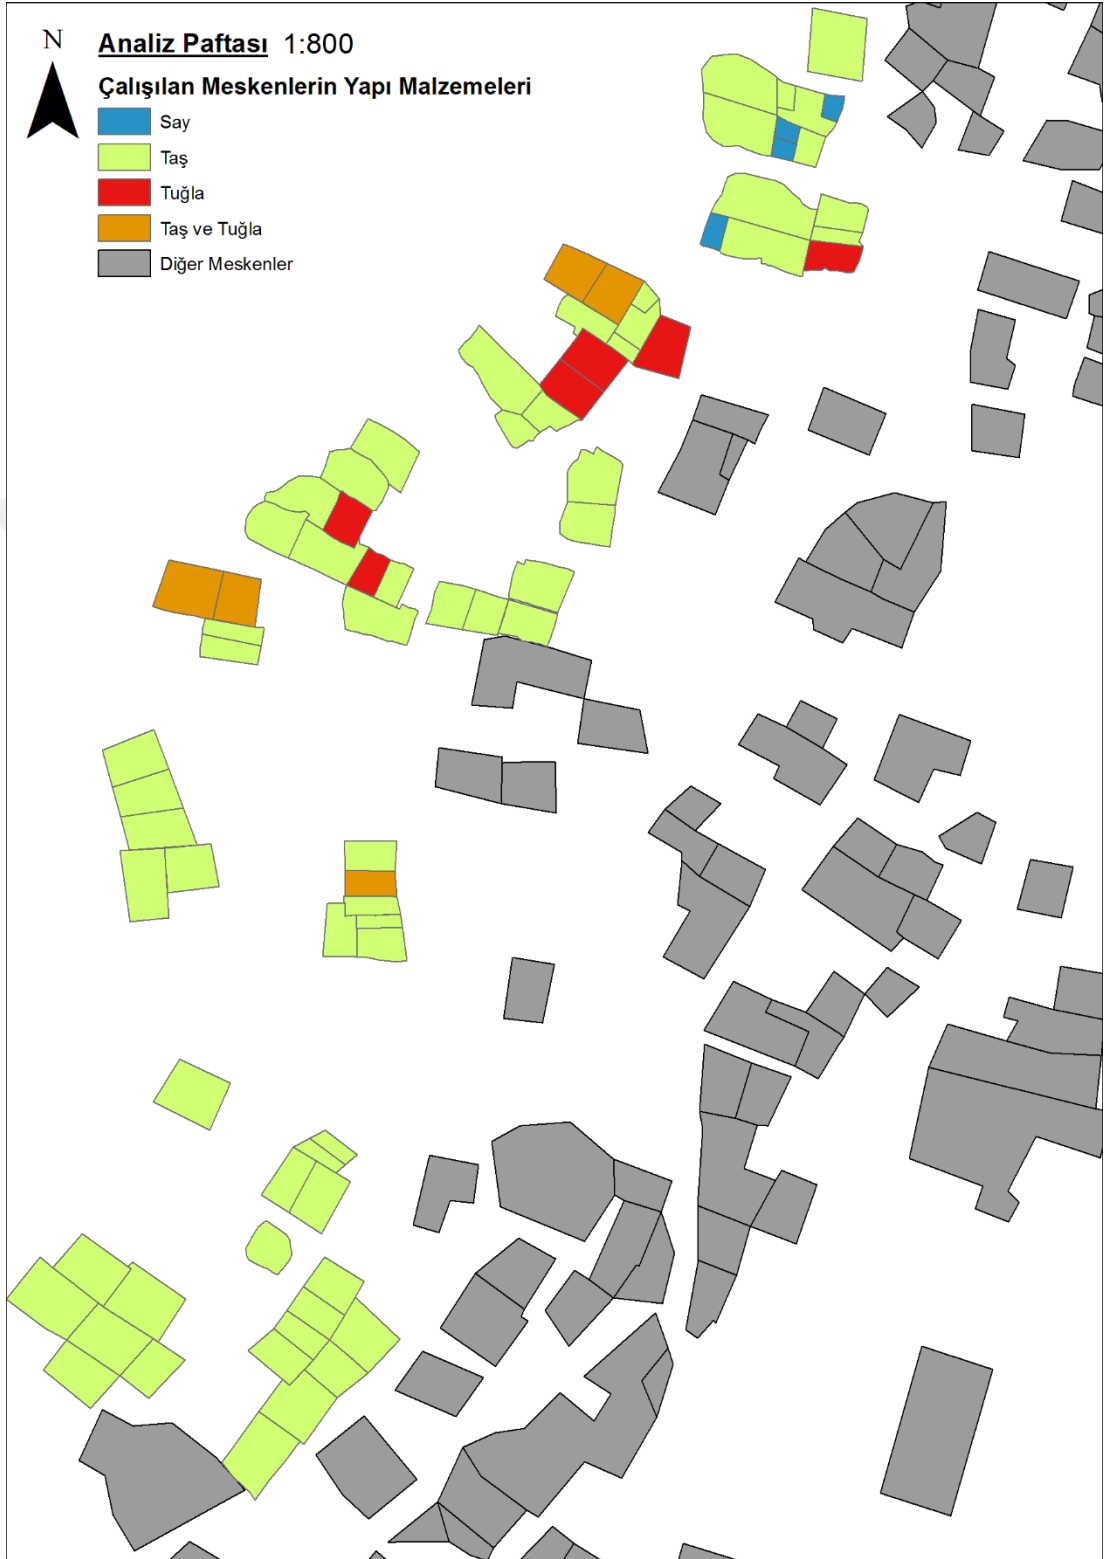 N
Analiz Paftası 1:800
Çalışılan Meskenlerin Yapı Malzemeleri
Say
Taş
Tuğla
Taş ve Tuğla
Diğer Meskenler